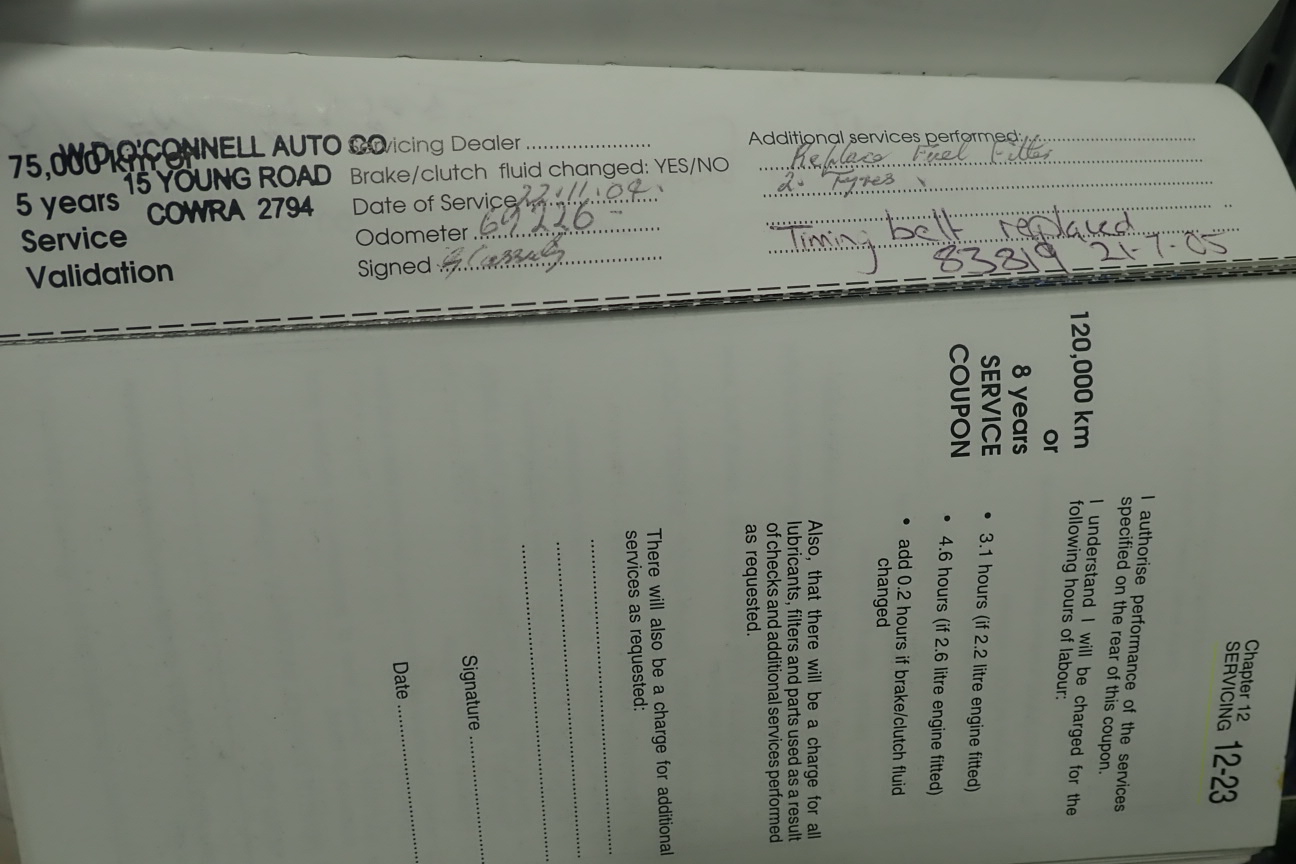 75,000 km or
5 years
Service
Validation
W.D. O'CONNELL AUTO CO
15 YOUNG ROAD
COWRA 2794
Servicing Dealer
Brake/clutch fluid changed: YES/NO
Date of Service 22.11.04
Odometer 69226
Signed
Additional services performed:
Replace Fuel Filter
2. Tyres
Timing belt replaced
83819 21-7-05
Chapter 12
SERVICING 12-23
120,000 km
or
8 years
SERVICE
COUPON
I authorise performance of the services
specified on the rear of this coupon.
I understand I will be charged for the
following hours of labour:
• 3.1 hours (if 2.2 litre engine fitted)
• 4.6 hours (if 2.6 litre engine fitted)
• add 0.2 hours if brake/clutch fluid
changed
Also, that there will be a charge for all
lubricants, filters and parts used as a result
of checks and additional services performed
as requested.
There will also be a charge for additional
services as requested:
Signature
Date